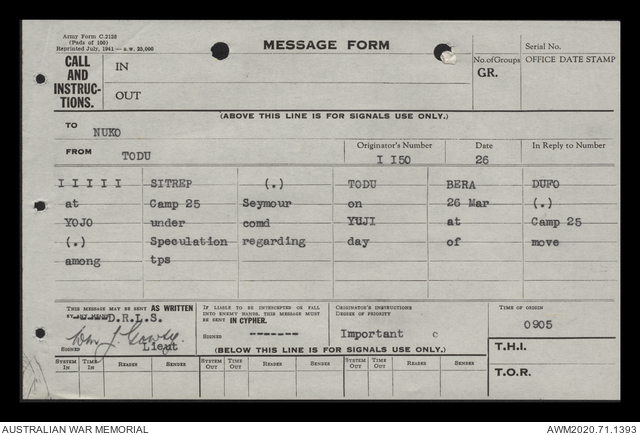 Army Form C.2128
(Pads of 100)
Reprinted July, 1941—s.w. 25,000
MESSAGE FORM
Serial No.
CALL AND INSTRUC-TIONS.
IN
OUT
No. of Groups
GR.
OFFICE DATE STAMP
(ABOVE THIS LINE IS FOR SIGNALS USE ONLY.)
TO
NUKO
FROM TODU
Originator's Number
I I50
Date
26
In Reply to Number
I I I I I SITREP (.) TODU BERA DUFO
at Camp 25 Seymour on 26 Mar (.)
YOJO under comd YUJI at Camp 25
(.) Speculation regarding day of move
among tps
THIS MESSAGE MAY BE SENT AS WRITTEN
D.R.L.S.
SIGNED
Lieut
IF LIABLE TO BE INTERCEPTED OR FALL
INTO ENEMY HANDS, THIS MESSAGE MUST
BE SENT IN CYPHER.
SIGNED -------
ORIGINATOR'S INSTRUCTIONS
DEGREE OF PRIORITY
Important c
TIME OF ORIGIN
0905
(BELOW THIS LINE IS FOR SIGNALS USE ONLY.)
T.H.I.
T.O.R.
SYSTEM IN TIME IN READER SENDER SYSTEM OUT TIME OUT READER SENDER SYSTEM OUT TIME OUT READER SENDER
AUSTRALIAN WAR MEMORIAL
AWM2020.71.1393